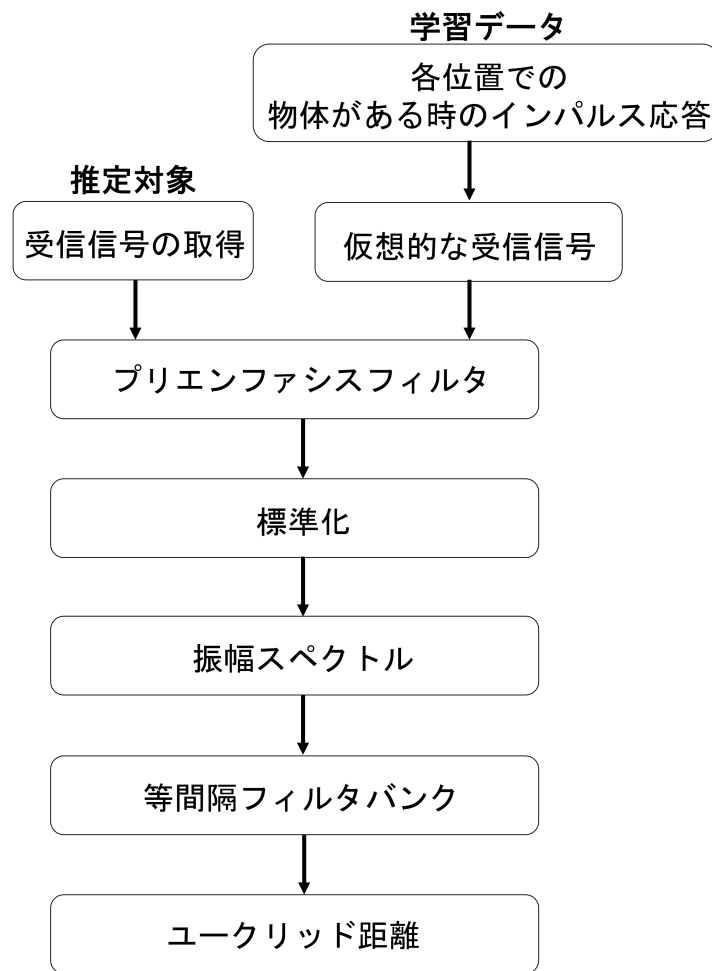 学習データ
各位置での
物体がある時のインパルス応答
推定対象
受信信号の取得
仮想的な受信信号
プリエンファシスフィルタ
標準化
振幅スペクトル
等間隔フィルタバンク
ユークリッド距離